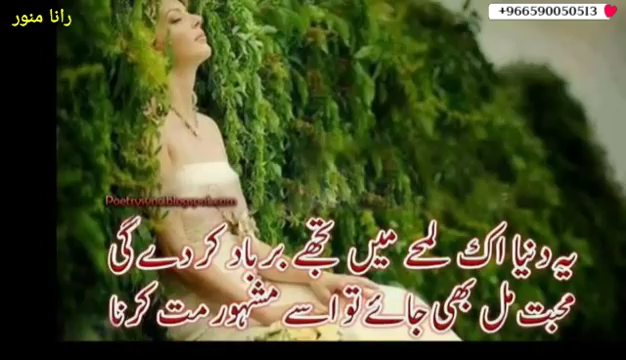 رانا منور
+966590050513
Poetrysync.blogspot.com
یہ دنیا اک لمحے میں تجھے برباد کر دے گی
محبت مل بھی جائے تو اسے مشہور مت کرنا